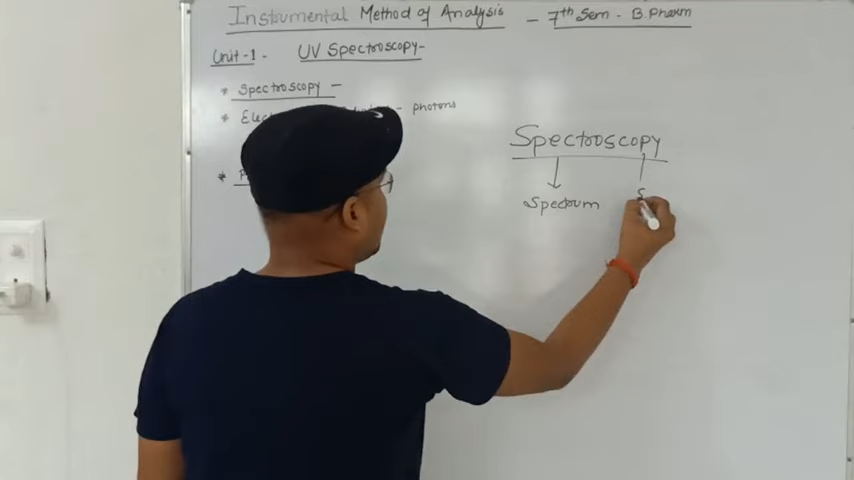 Instrumental Method of Analysis - 7th Sem - B.Pharm
Unit-1 - UV Spectroscopy-
* Spectroscopy -
* - photons
*
Spectroscopy
Spectrum
S